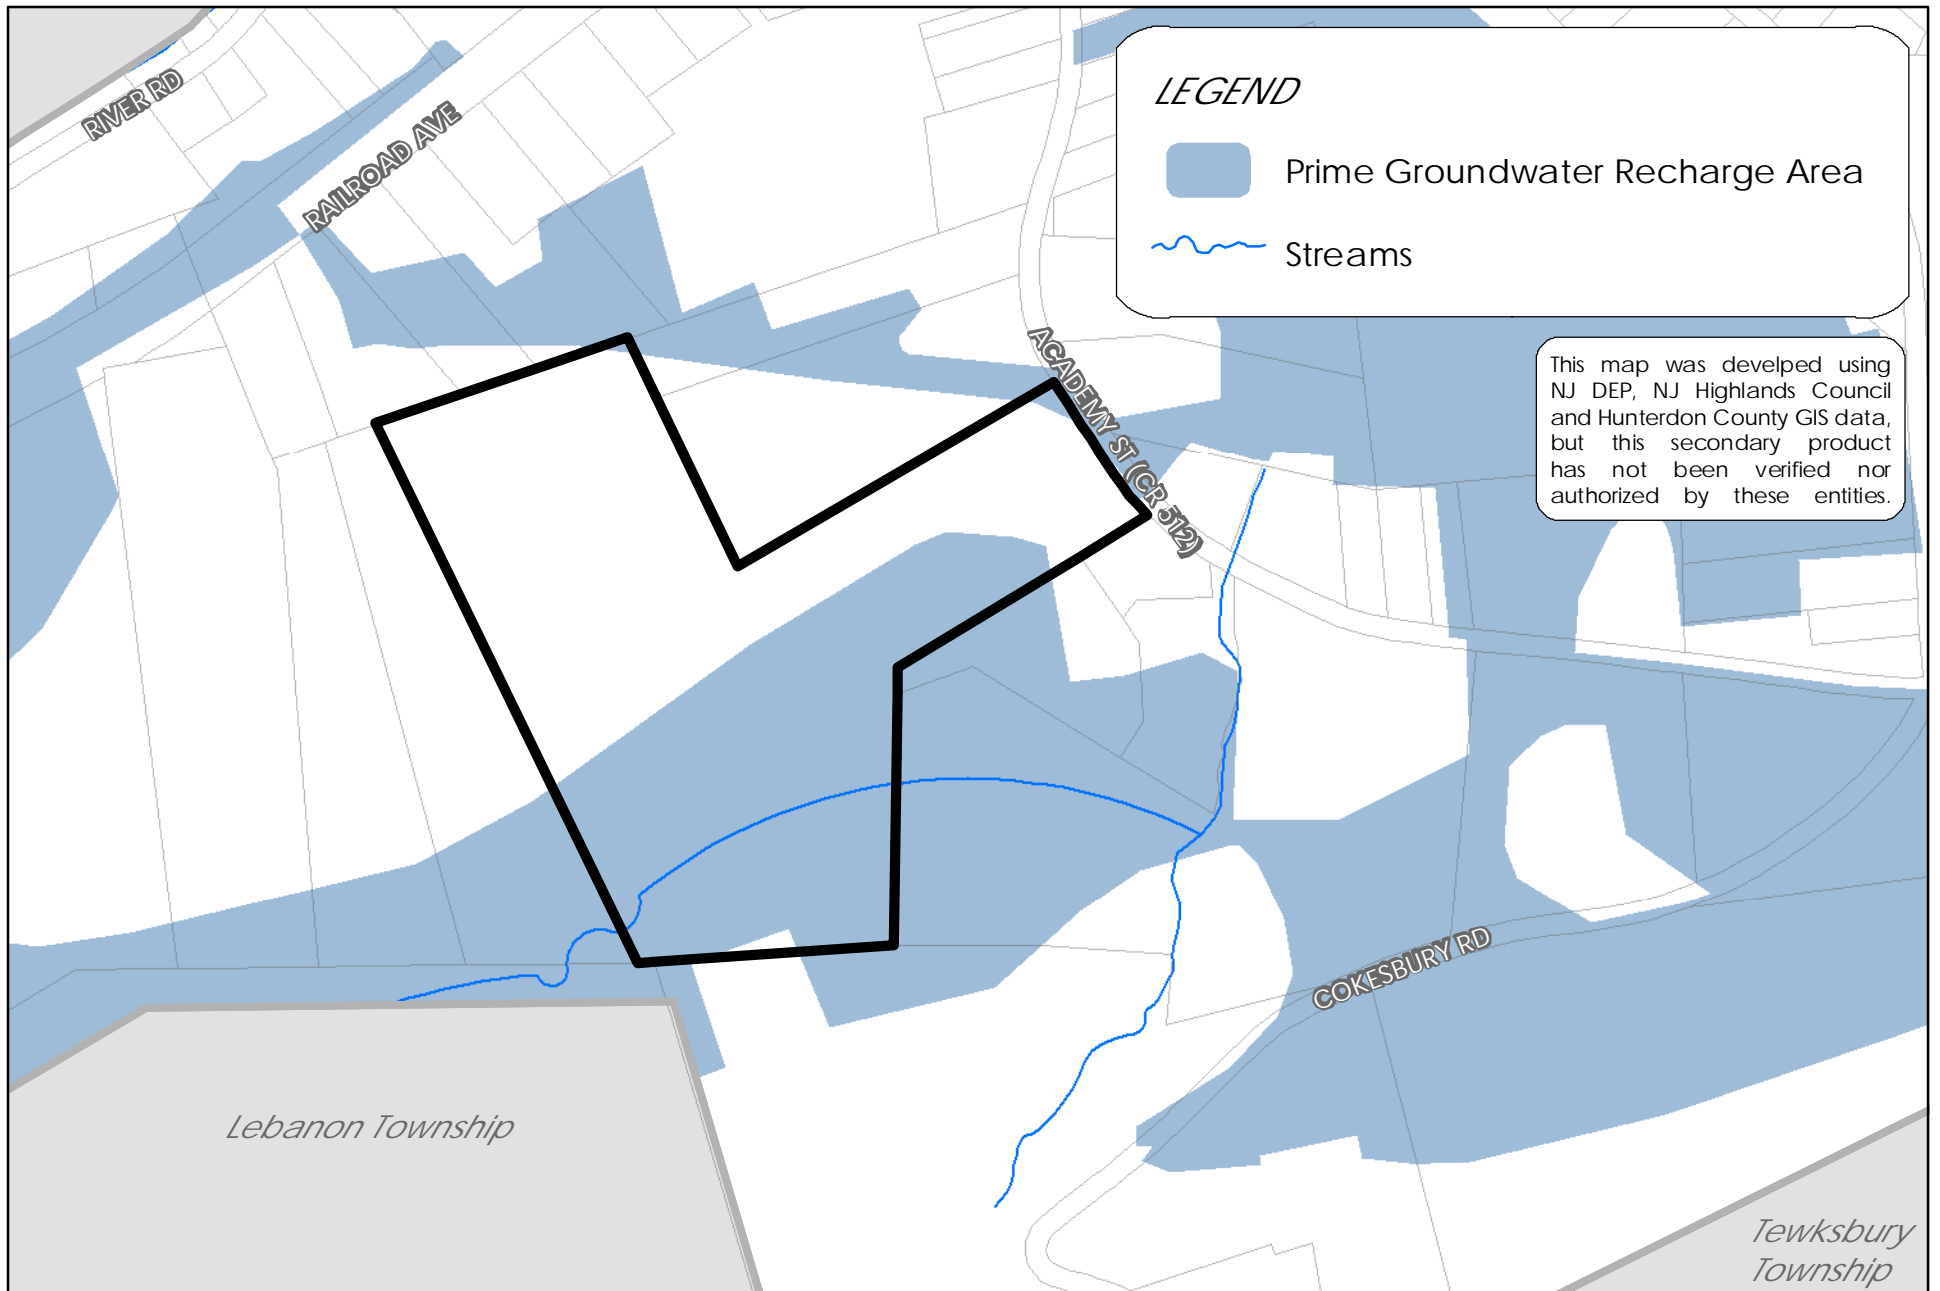 RIVER RD
RAILROAD AVE
LEGEND
Prime Groundwater Recharge Area
Streams
This map was develped using
NJ DEP, NJ Highlands Council
and Hunterdon County GIS data,
but this secondary product
has not been verified nor
authorized by these entities.
ACADEMY ST (CR 512)
COKESBURY RD
Lebanon Township
Tewksbury
Township